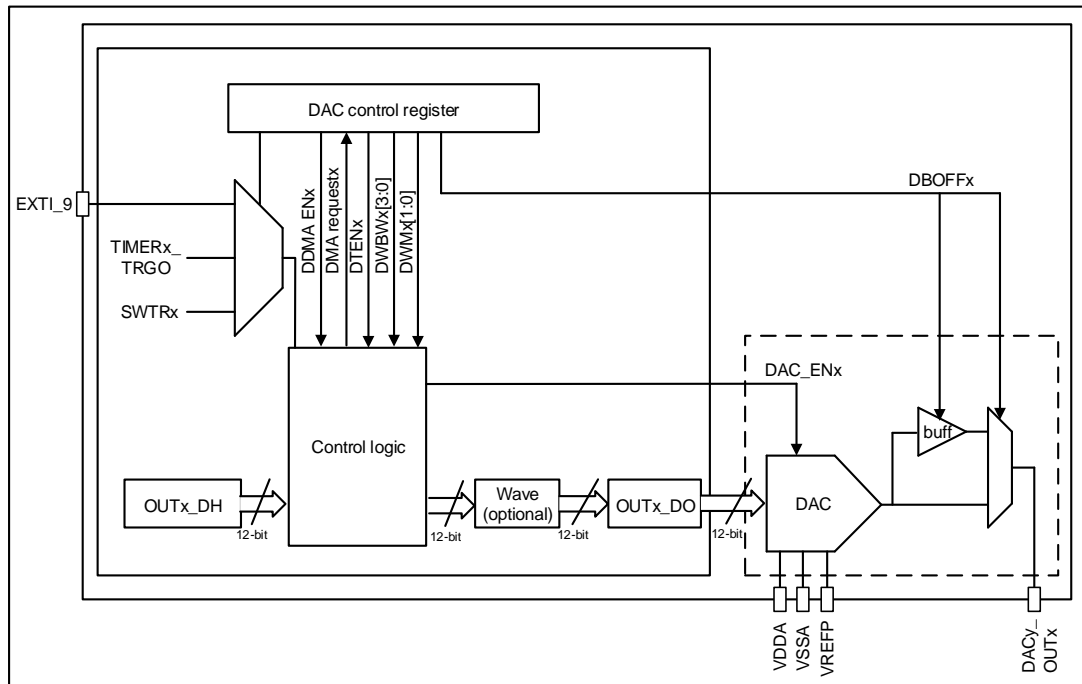 DAC control register
EXTI_9
TIMERx_
TRGO
SWTRx
DDMA ENx
DMA requestx
DTENx
DWBWx[3:0]
DWMx[1:0]
DBOFFx
DAC_ENx
Control logic
buff
OUTx_DH
12-bit
12-bit
Wave
(optional)
12-bit
OUTx_DO
12-bit
DAC
VDDA
VSSA
VREFP
DACy_
OUTx